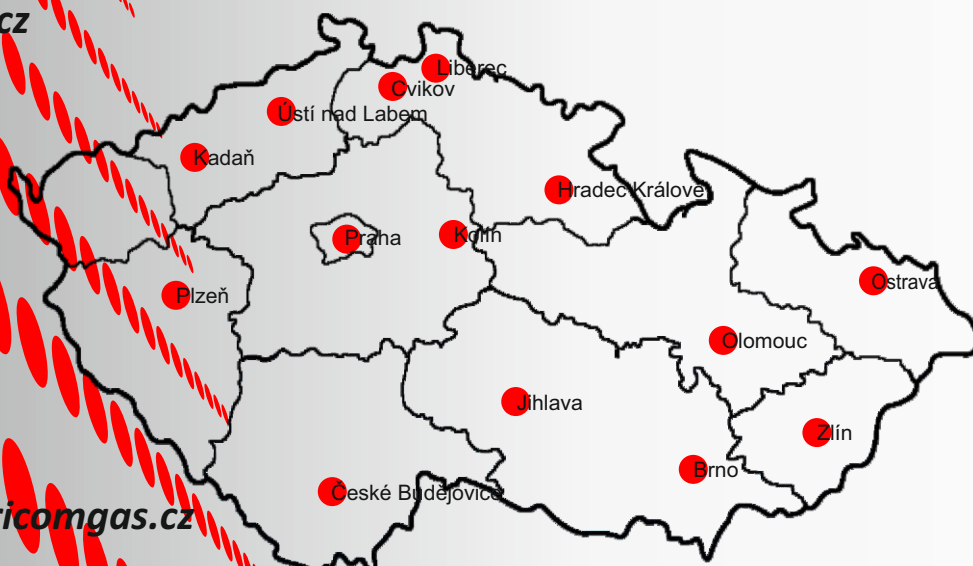 cz
Liberec
Cvikov
Ústí nad Labem
Kadaň
Hradec Králové
Praha
Kolín
Ostrava
Plzeň
Olomouc
Jihlava
Zlín
Brno
České Budějovice
ricomgas.cz